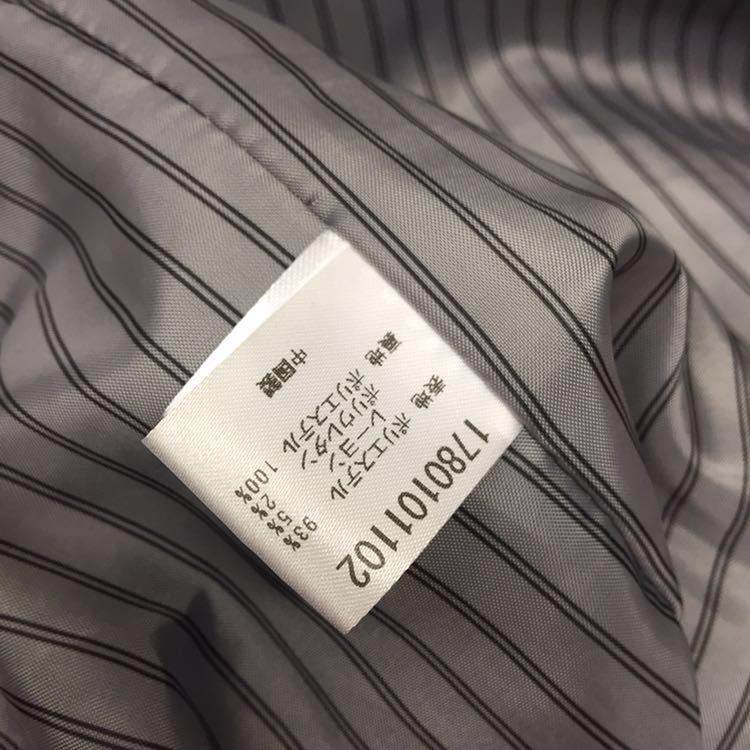 1780101102
表地 ポリエステル 93%
レーヨン 5%
ポリウレタン 2%
裏地 ポリエステル 100%
中国製